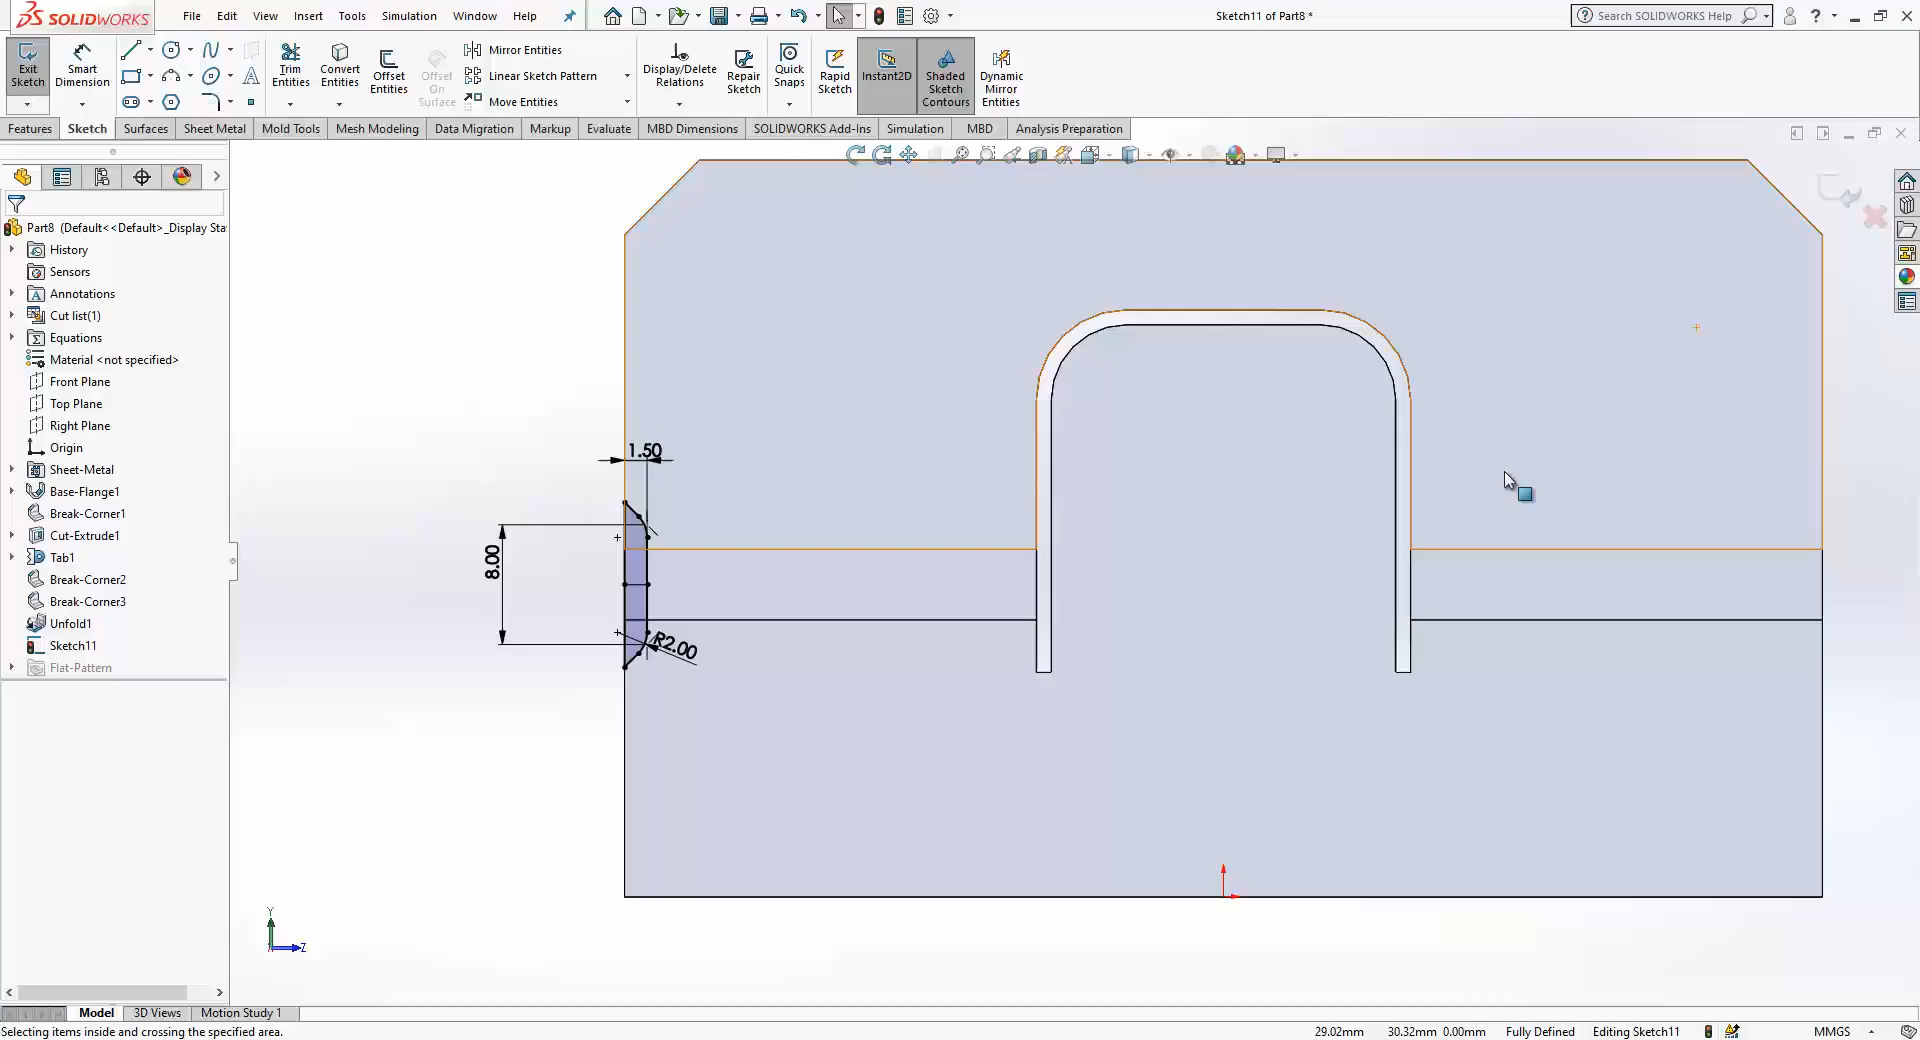 SOLIDWORKS File Edit View Insert Tools Simulation Window Help Sketch11 of Part8 * Search SOLIDWORKS Help
Exit Sketch
Smart Dimension
Trim Entities
Convert Entities
Offset Entities
Offset On Surface
Mirror Entities
Linear Sketch Pattern
Move Entities
Display/Delete Relations
Repair Sketch
Quick Snaps
Rapid Sketch
Instant2D
Shaded Sketch Contours
Dynamic Mirror Entities
Features Sketch Surfaces Sheet Metal Mold Tools Mesh Modeling Data Migration Markup Evaluate MBD Dimensions SOLIDWORKS Add-Ins Simulation MBD Analysis Preparation
Part8 (Default<<Default>_Display Sta
History
Sensors
Annotations
Cut list(1)
Equations
Material <not specified>
Front Plane
Top Plane
Right Plane
Origin
Sheet-Metal
Base-Flange1
Break-Corner1
Cut-Extrude1
Tab1
Break-Corner2
Break-Corner3
Unfold1
Sketch11
Flat-Pattern
1.50
8.00
R2.00
Y
Z
Model 3D Views Motion Study 1
Selecting items inside and crossing the specified area. 29.02mm 30.32mm 0.00mm Fully Defined Editing Sketch11 MMGS